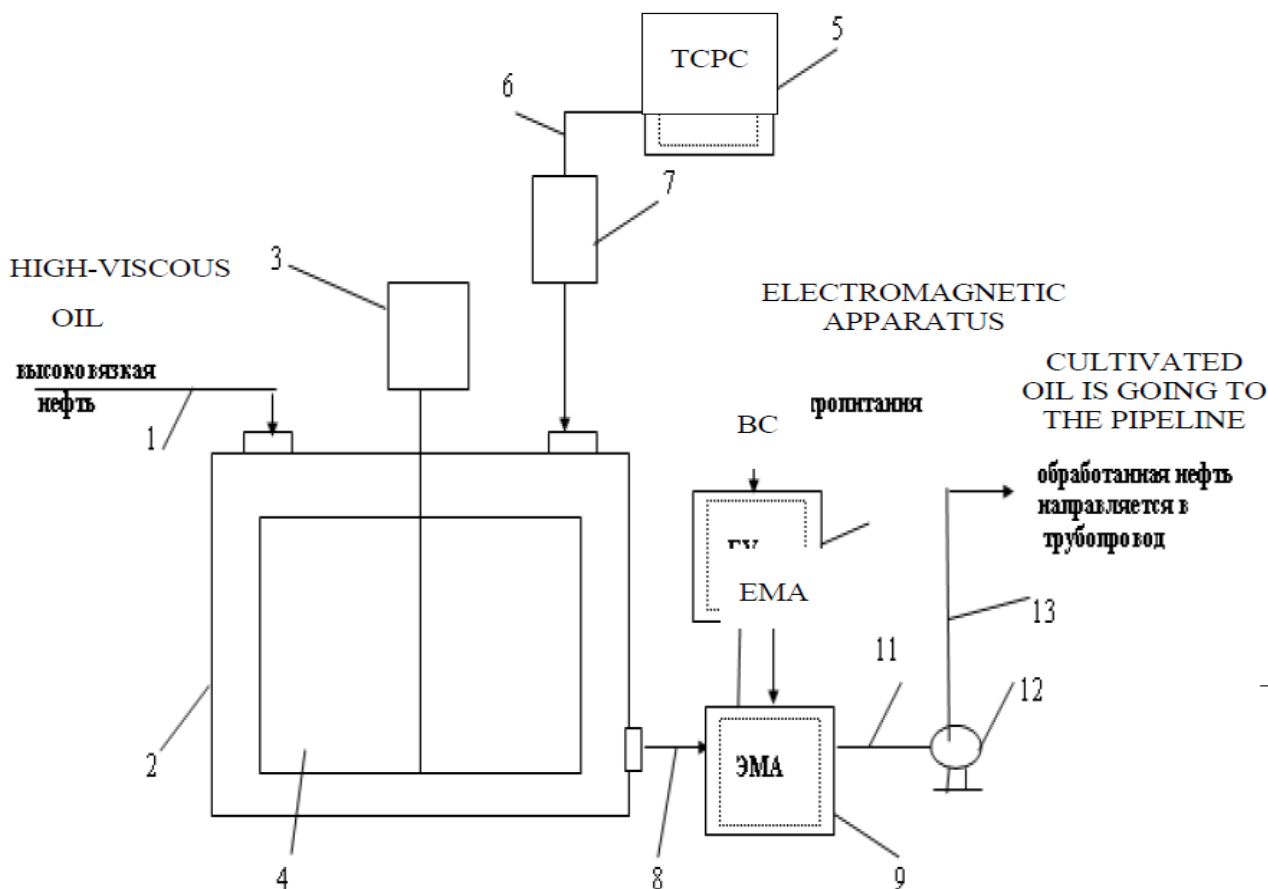 TCPC
5
6
7
3
HIGH-VISCOUS
OIL
высоковязкая
нефть
1
ELECTROMAGNETIC
APPARATUS
CULTIVATED
OIL IS GOING TO
THE PIPELINE
BC
обработанная нефть
направляется в
трубопровод
EMA
13
11
12
2
ЭМА
4
8
9